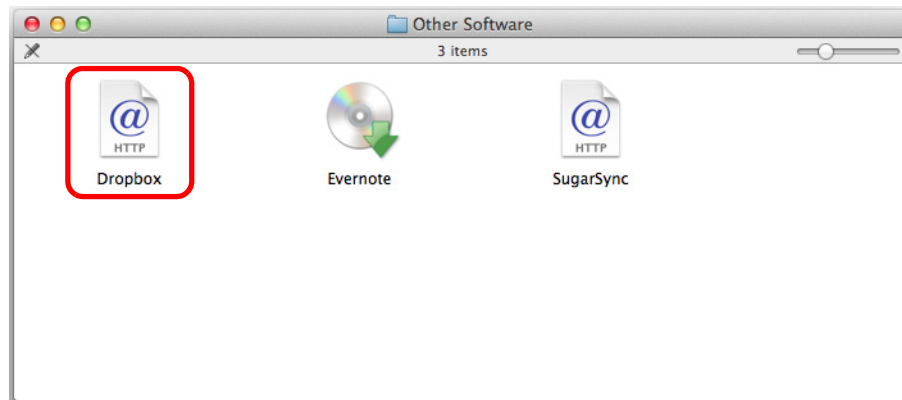 Other Software
3 items
@ @
HTTP HTTP
Dropbox Evernote SugarSync